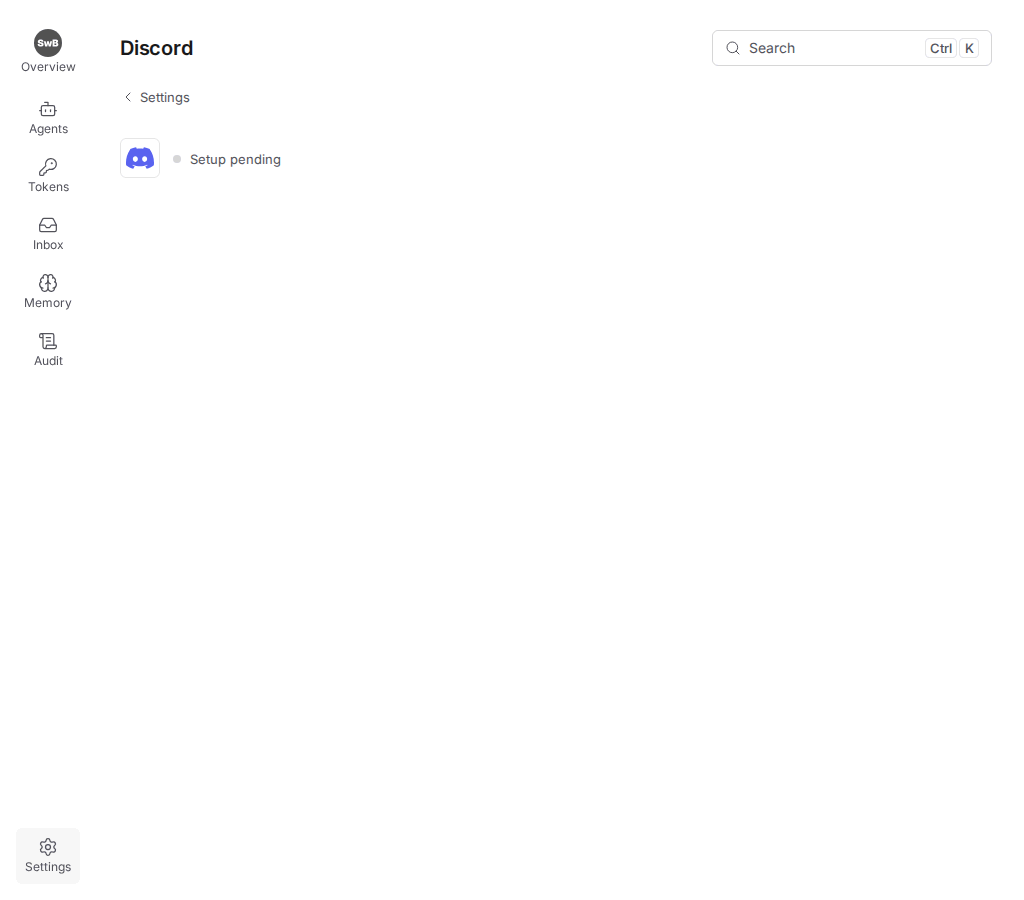 SwB
Overview
Agents
Tokens
Inbox
Memory
Audit
Settings
Discord
Search
Ctrl K
Settings
Setup pending